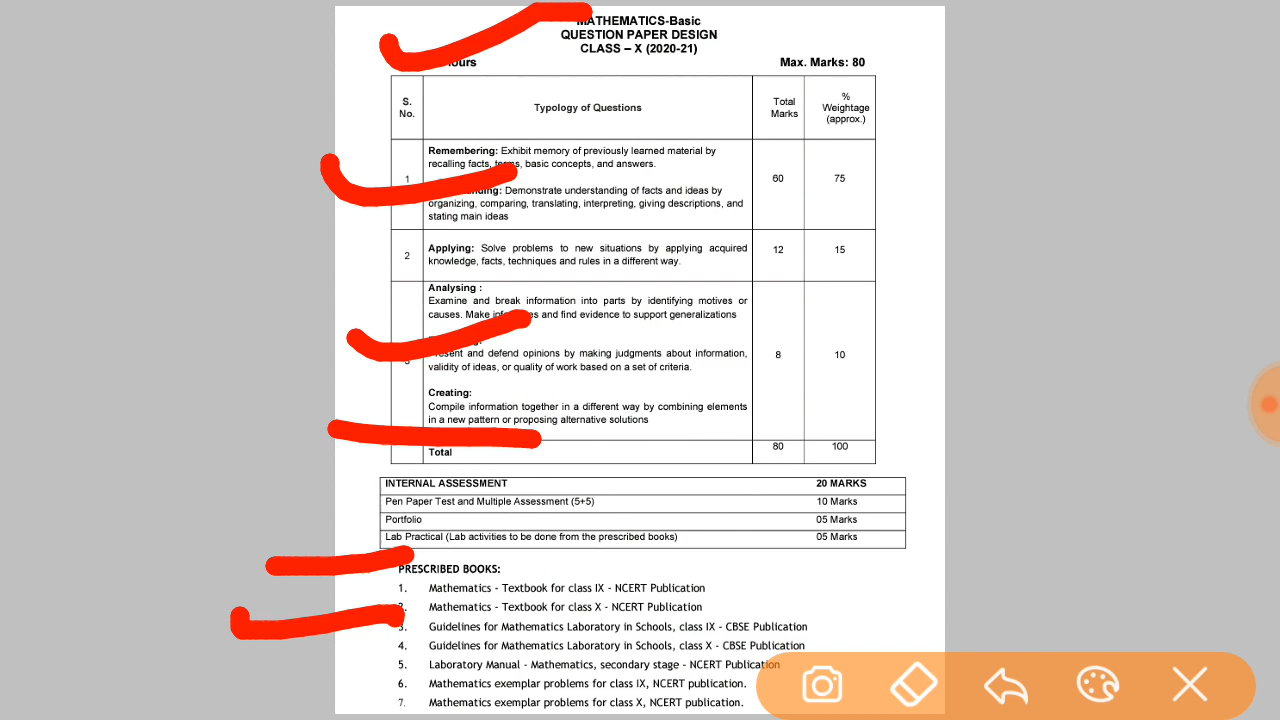 MATHEMATICS-Basic
QUESTION PAPER DESIGN
CLASS – X (2020-21)
Max. Marks: 80
S. No.
Typology of Questions
Total Marks
% Weightage (approx.)
1
Remembering: Exhibit memory of previously learned material by
recalling facts, terms, basic concepts, and answers.
Demonstrate understanding of facts and ideas by
organizing, comparing, translating, interpreting, giving descriptions, and
stating main ideas
60
75
2
Applying: Solve problems to new situations by applying acquired
knowledge, facts, techniques and rules in a different way.
12
15
Analysing :
Examine and break information into parts by identifying motives or
causes. Make and find evidence to support generalizations
and defend opinions by making judgments about information,
validity of ideas, or quality of work based on a set of criteria.
Creating:
Compile information together in a different way by combining elements
in a new pattern or proposing alternative solutions
8
10
Total
80
100
INTERNAL ASSESSMENT 20 MARKS
Pen Paper Test and Multiple Assessment (5+5) 10 Marks
Portfolio 05 Marks
Lab Practical (Lab activities to be done from the prescribed books) 05 Marks
PRESCRIBED BOOKS:
1. Mathematics - Textbook for class IX - NCERT Publication
2. Mathematics - Textbook for class X - NCERT Publication
3. Guidelines for Mathematics Laboratory in Schools, class IX - CBSE Publication
4. Guidelines for Mathematics Laboratory in Schools, class X - CBSE Publication
5. Laboratory Manual - Mathematics, secondary stage - NCERT Publication
6. Mathematics exemplar problems for class IX, NCERT publication.
7. Mathematics exemplar problems for class X, NCERT publication.